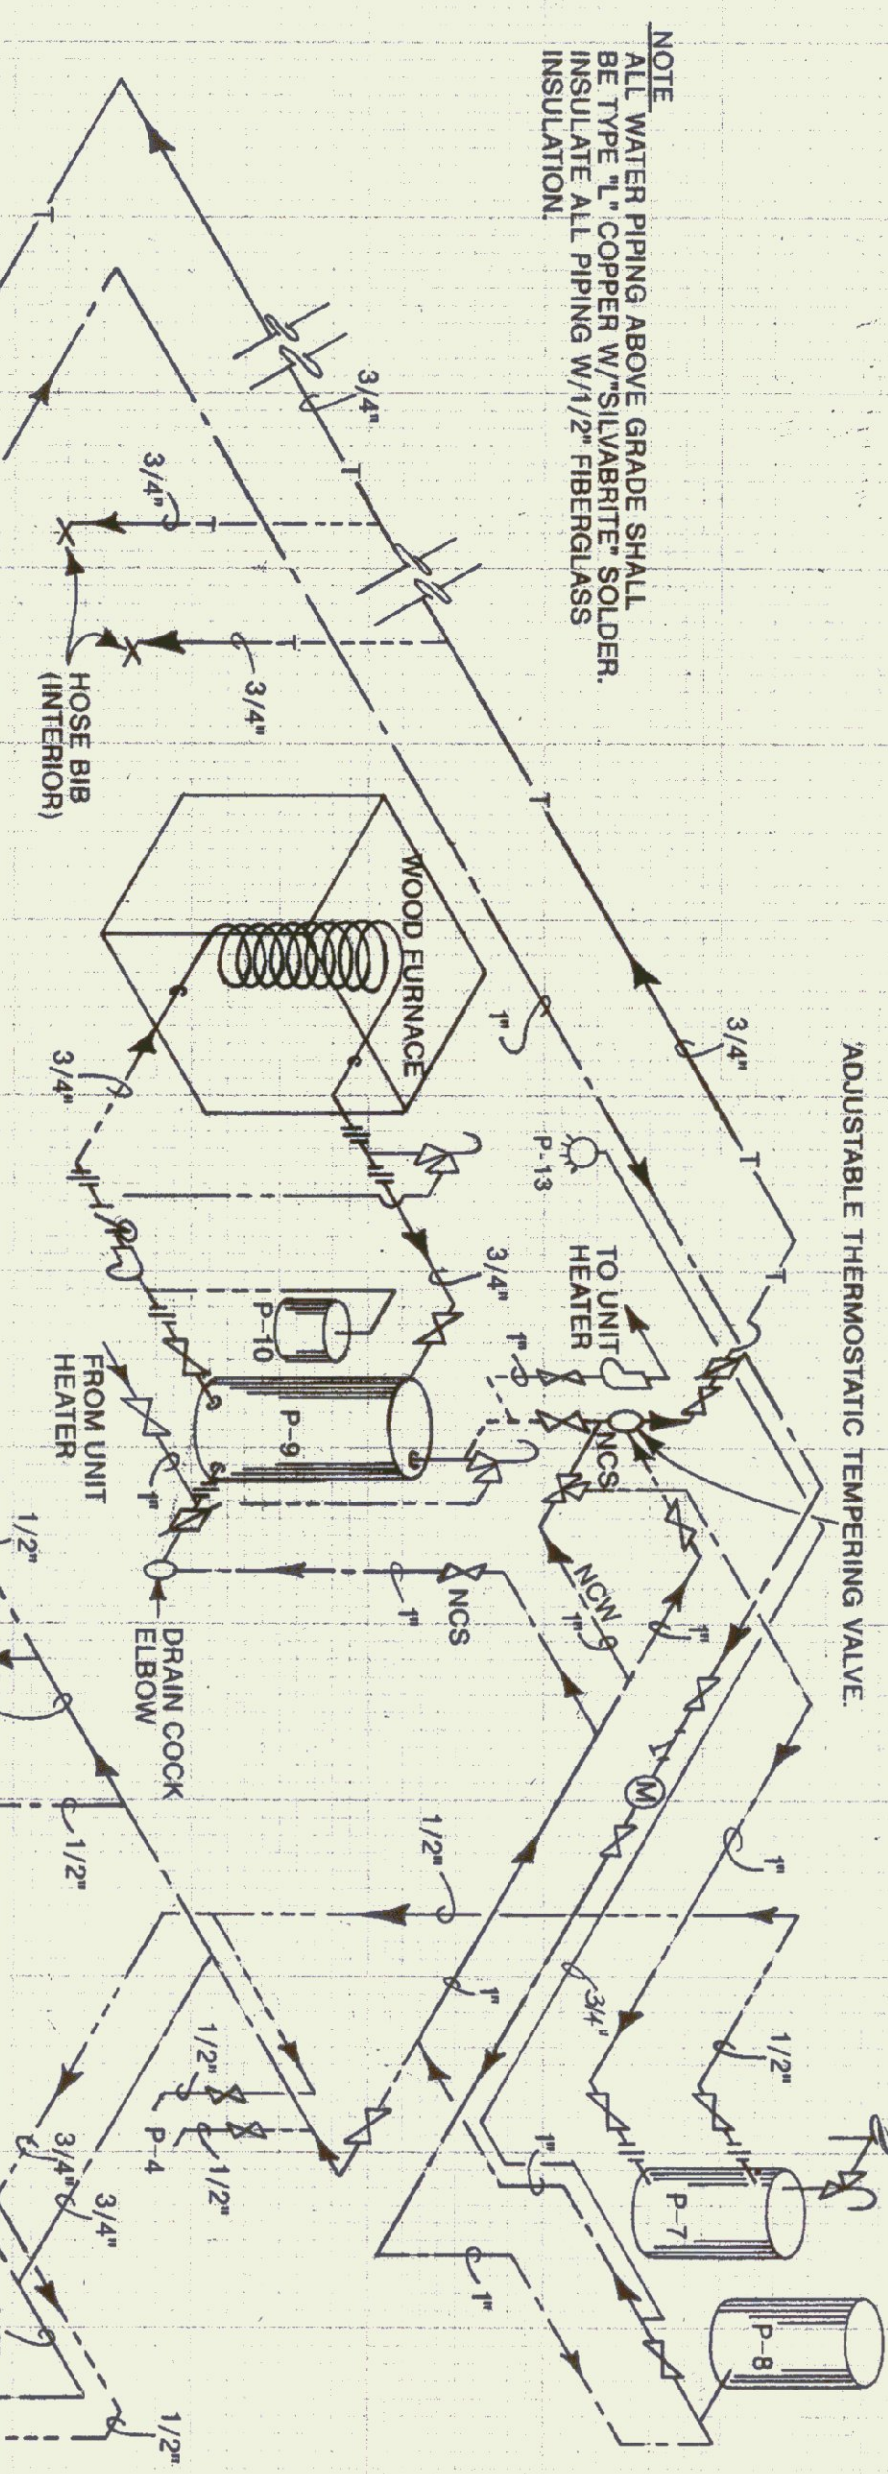 NOTE
ALL WATER PIPING ABOVE GRADE SHALL
BE TYPE "L" COPPER W/"SILVABRITE" SOLDER.
INSULATE ALL PIPING W/1/2" FIBERGLASS
INSULATION.
'ADJUSTABLE THERMOSTATIC TEMPERING VALVE.
T
3/4"
T
3/4"
T
T
3/4"
HOSE BIB
(INTERIOR)
T
3/4"
T
T
1"
WOOD FURNACE
3/4"
P-13
3/4"
TO UNIT
HEATER
1"
NCS
P-10
P-9
FROM UNIT
HEATER
1"
NCW
1"
1"
NCS
1"
DRAIN COCK
ELBOW
M
1"
1/2"
1/2"
1/2"
1"
3/4"
1/2"
1/2"
P-4
1/2"
1"
1"
P-7
P-8
3/4"
3/4"
1/2"